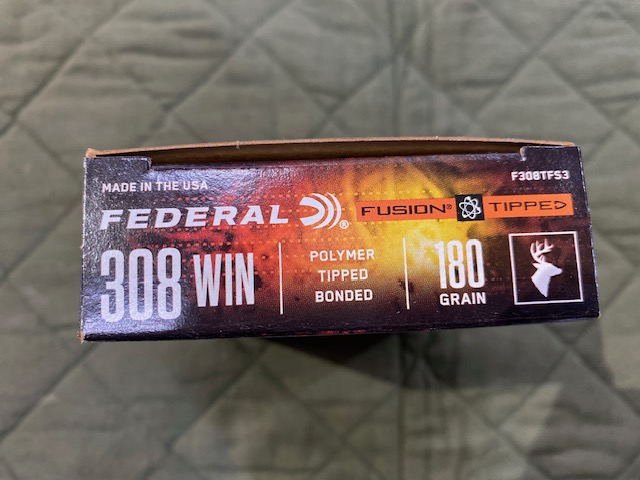 MADE IN THE USA
F308TFS3
FEDERAL®
FUSION® TIPPED
308 WIN
POLYMER
TIPPED
BONDED
180
GRAIN